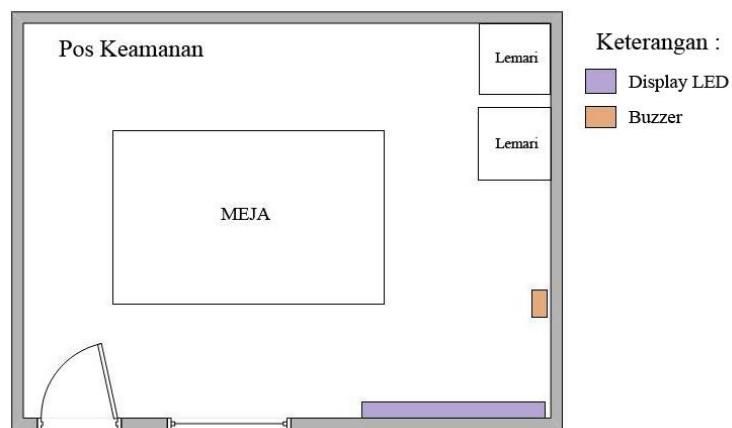 Pos Keamanan
Lemari
Keterangan :
Display LED
Buzzer
Lemari
MEJA